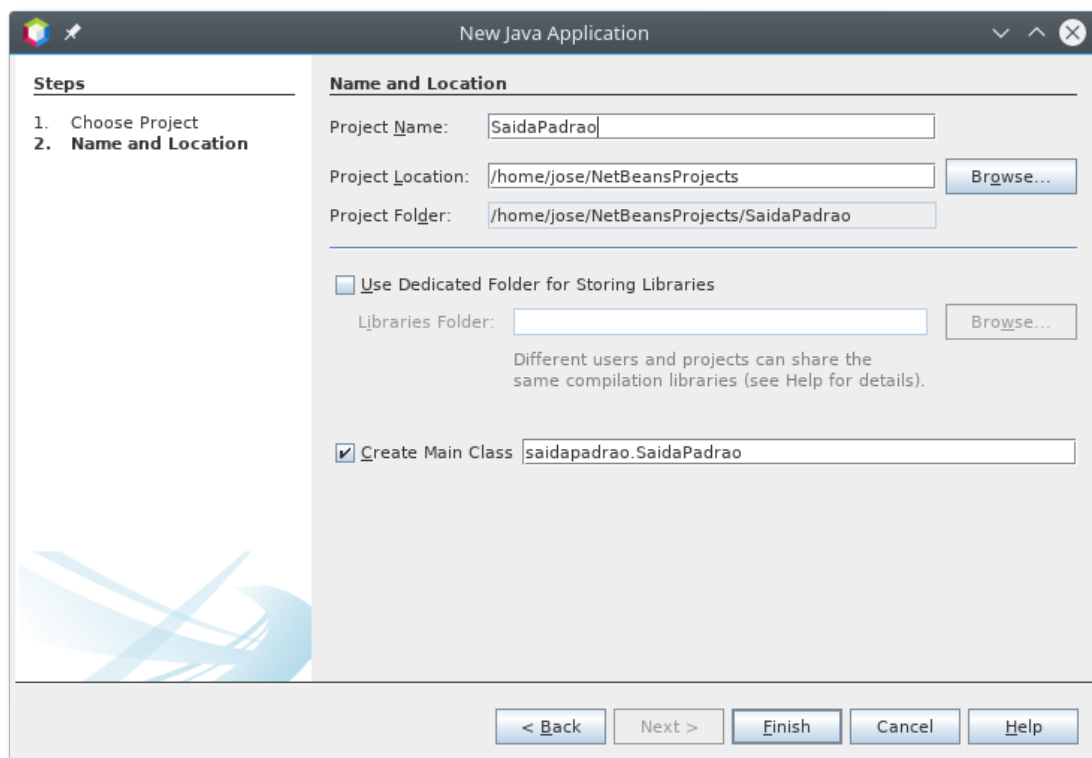 New Java Application
Steps
1. Choose Project
2. Name and Location
Name and Location
Project Name: SaidaPadrao
Project Location: /home/jose/NetBeansProjects Browse...
Project Folder: /home/jose/NetBeansProjects/SaidaPadrao
Use Dedicated Folder for Storing Libraries
Libraries Folder: Browse...
Different users and projects can share the
same compilation libraries (see Help for details).
Create Main Class saidapadrao.SaidaPadrao
< Back Next > Finish Cancel Help